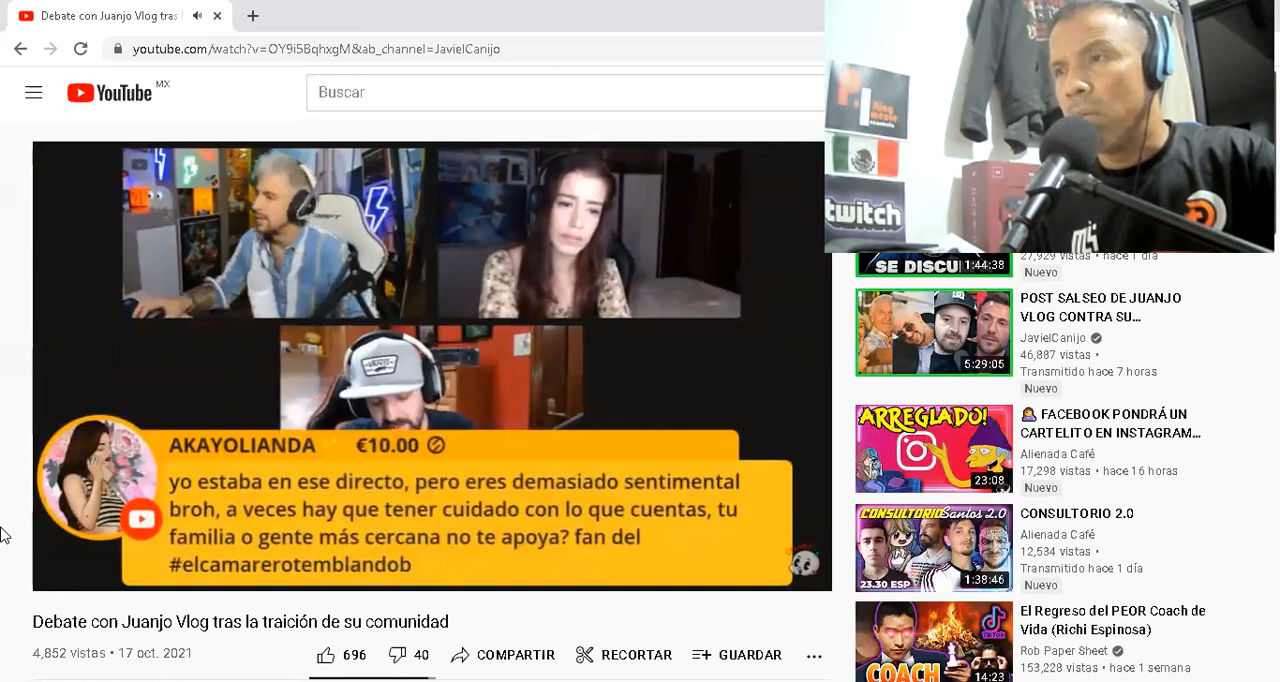 Debate con Juanjo Vlog tras
youtube.com/watch?v=OY9i5BqhxgM&ab_channel=JavielCanijo
YouTube MX
Buscar
twitch
AKAYOLIANDA €10.00
yo estaba en ese directo, pero eres demasiado sentimental
broh, a veces hay que tener cuidado con lo que cuentas, tu
familia o gente más cercana no te apoya? fan del
#elcamarerotemblandob
Debate con Juanjo Vlog tras la traición de su comunidad
4,852 vistas • 17 oct. 2021
696
40
COMPARTIR
RECORTAR
GUARDAR
SE DISCU
1:44:38
27,929 vistas • hace 1 día
Nuevo
5:29:05
POST SALSEO DE JUANJO
VLOG CONTRA SU...
JavielCanijo
46,887 vistas •
Transmitido hace 7 horas
Nuevo
ARREGLADO!
23:08
FACEBOOK PONDRÁ UN
CARTELITO EN INSTAGRAM...
Alienada Café
17,298 vistas • hace 16 horas
Nuevo
CONSULTORIO Santos 2.0
23.30 ESP
1:38:46
CONSULTORIO 2.0
Alienada Café
12,534 vistas •
Transmitido hace 1 día
Nuevo
COACH
TIKTOK
14:23
El Regreso del PEOR Coach de
Vida (Richi Espinosa)
Rob Paper Sheet
153,228 vistas • hace 1 semana